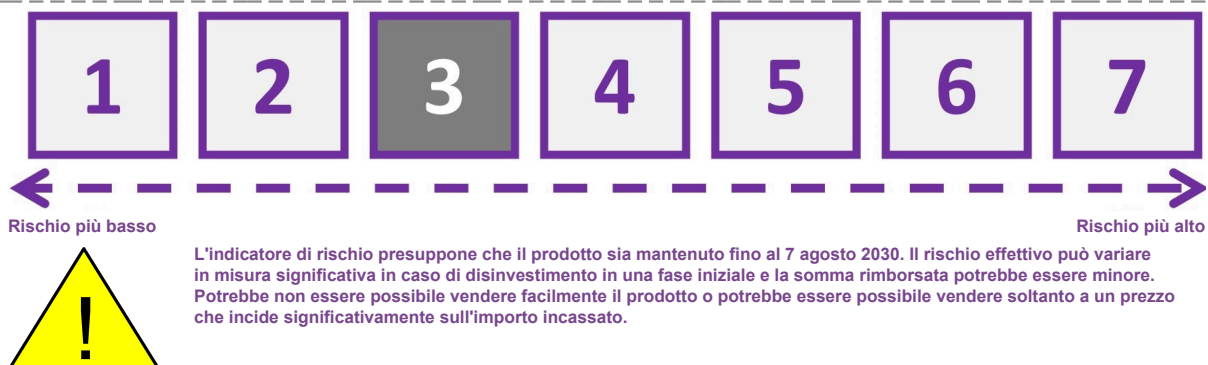 1 2 3 4 5 6 7
Rischio più basso Rischio più alto
L'indicatore di rischio presuppone che il prodotto sia mantenuto fino al 7 agosto 2030. Il rischio effettivo può variare
in misura significativa in caso di disinvestimento in una fase iniziale e la somma rimborsata potrebbe essere minore.
Potrebbe non essere possibile vendere facilmente il prodotto o potrebbe essere possibile vendere soltanto a un prezzo
che incide significativamente sull'importo incassato.
!